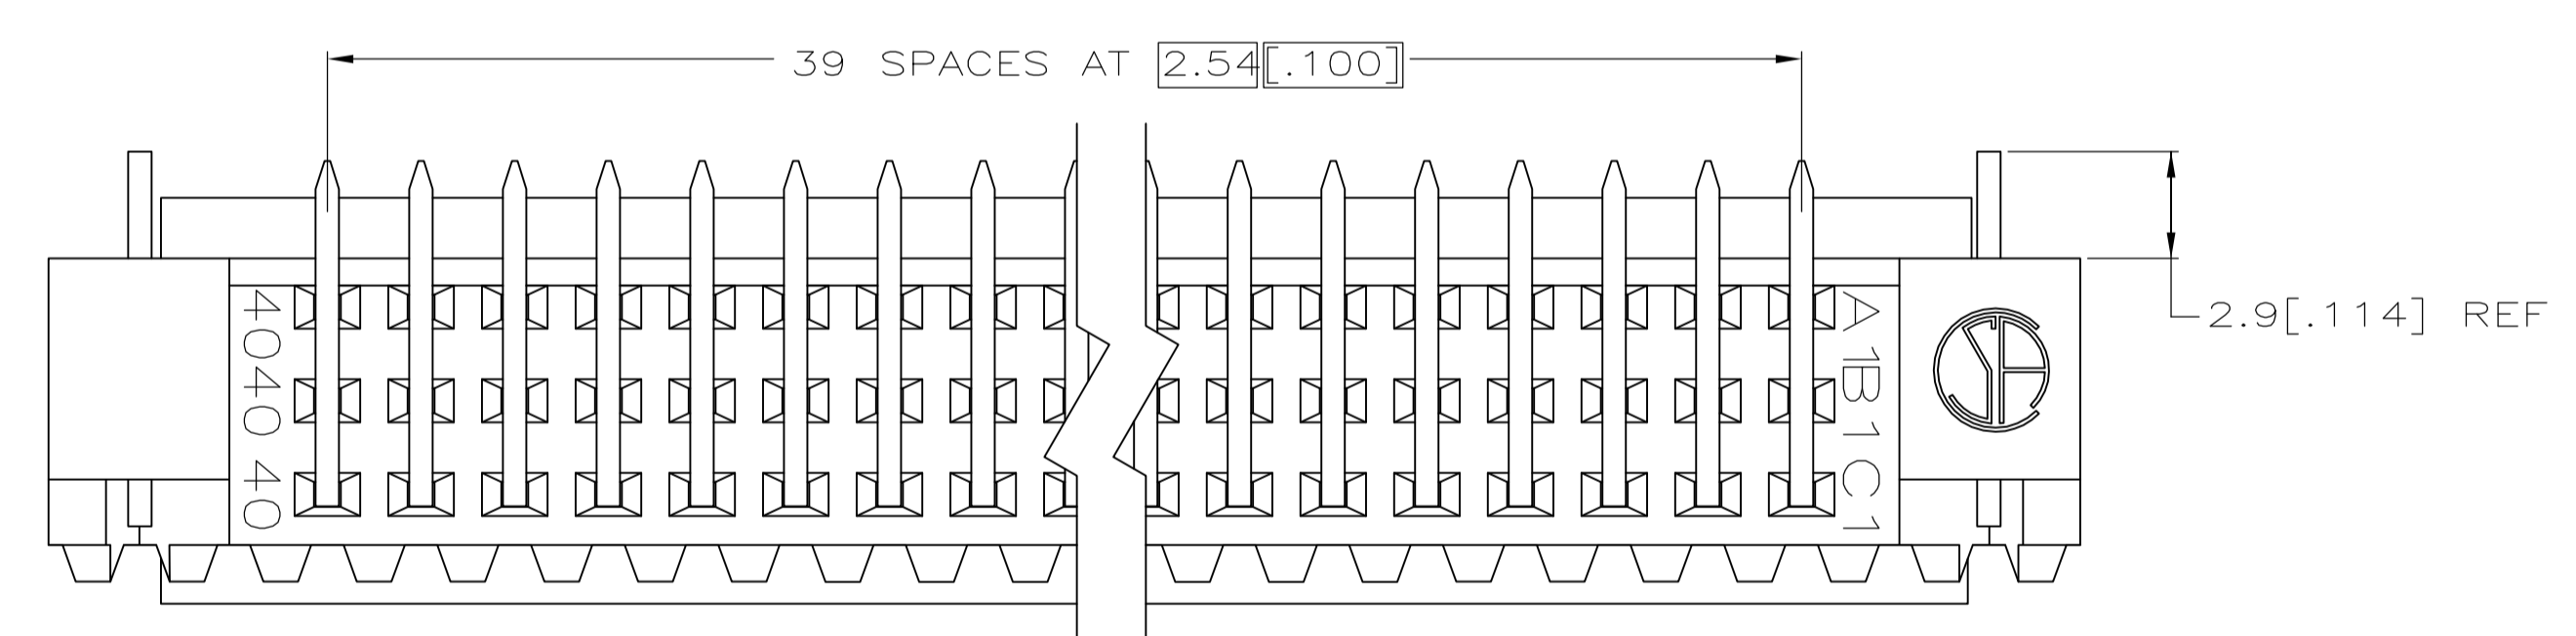 39 SPACES AT 2.54[.100]
2.9[.114] REF
40
40
40
A1
B1
C1